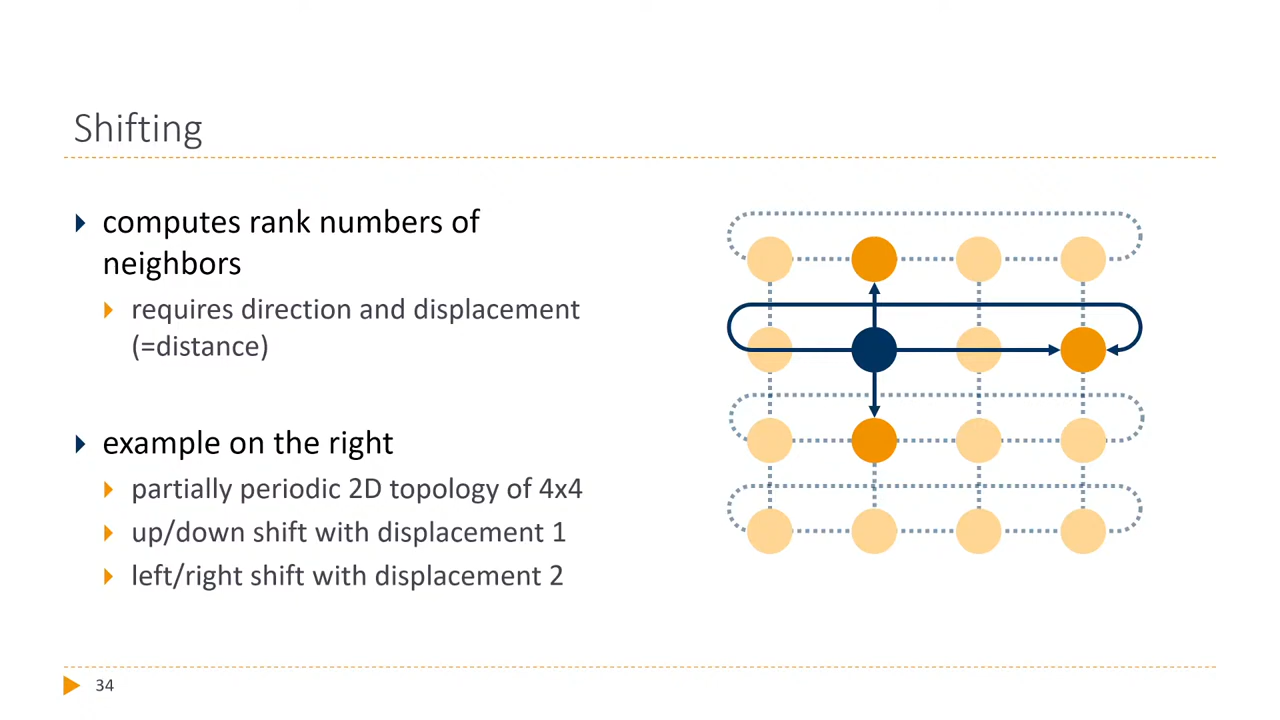 Shifting
computes rank numbers of
neighbors
requires direction and displacement
(=distance)
example on the right
partially periodic 2D topology of 4x4
up/down shift with displacement 1
left/right shift with displacement 2
34